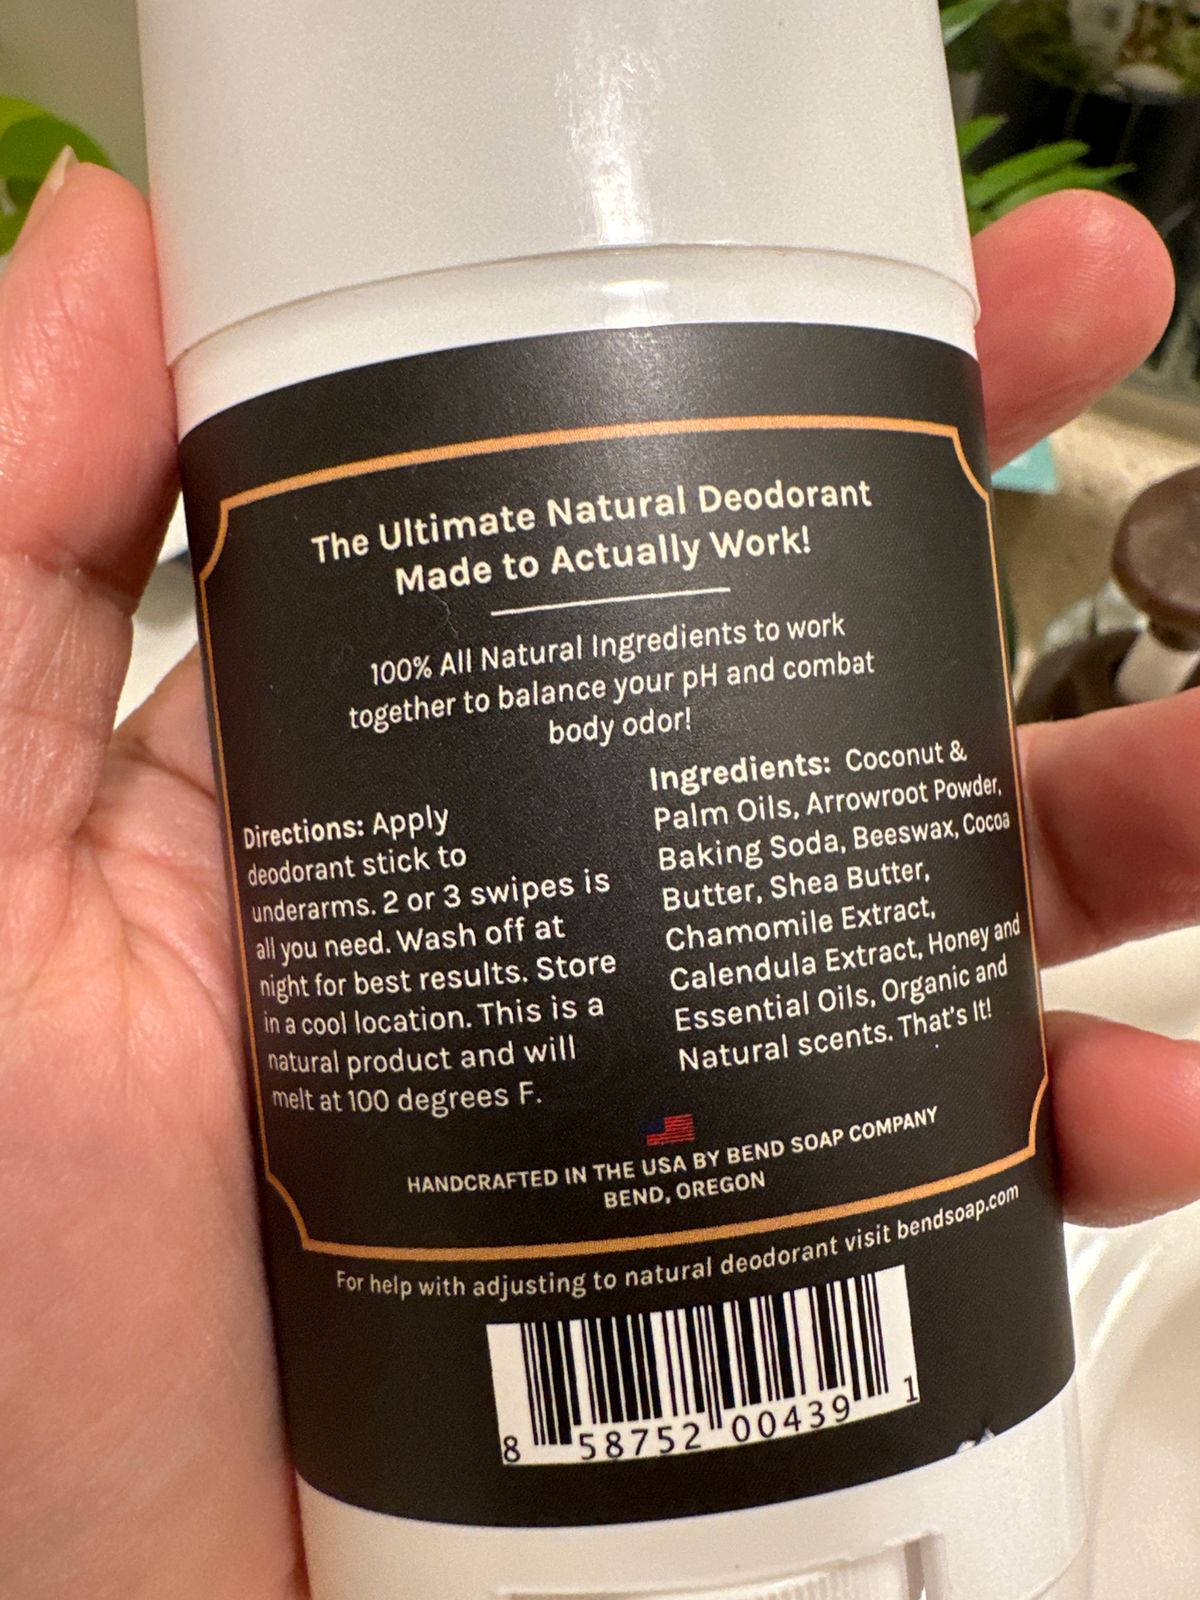 The Ultimate Natural Deodorant
Made to Actually Work!
100% All Natural Ingredients to work
together to balance your pH and combat
body odor!
Directions: Apply
deodorant stick to
underarms. 2 or 3 swipes is
all you need. Wash off at
night for best results. Store
in a cool location. This is a
natural product and will
melt at 100 degrees F.
Ingredients: Coconut &
Palm Oils, Arrowroot Powder,
Baking Soda, Beeswax, Cocoa
Butter, Shea Butter,
Chamomile Extract,
Calendula Extract, Honey and
Essential Oils, Organic and
Natural scents. That's It!
HANDCRAFTED IN THE USA BY BEND SOAP COMPANY
BEND, OREGON
For help with adjusting to natural deodorant visit bendsoap.com
8 58752 00439 1